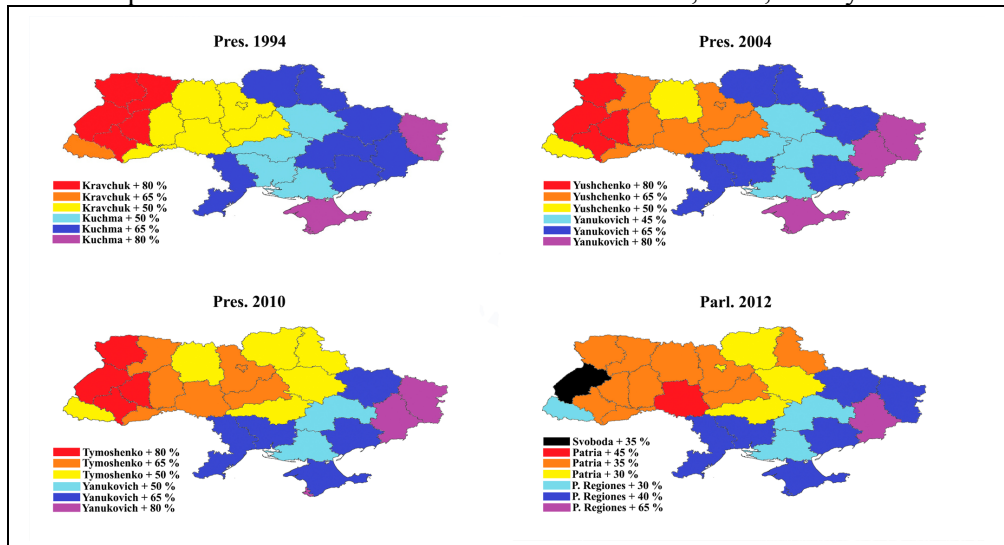 Pres. 1994
Kravchuk + 80 %
Kravchuk + 65 %
Kravchuk + 50 %
Kuchma + 50 %
Kuchma + 65 %
Kuchma + 80 %
Pres. 2004
Yushchenko + 80 %
Yushchenko + 65 %
Yushchenko + 50 %
Yanukovich + 45 %
Yanukovich + 65 %
Yanukovich + 80 %
Pres. 2010
Tymoshenko + 80 %
Tymoshenko + 65 %
Tymoshenko + 50 %
Yanukovich + 50 %
Yanukovich + 65 %
Yanukovich + 80 %
Parl. 2012
Svoboda + 35 %
Patria + 45 %
Patria + 35 %
Patria + 30 %
P. Regiones + 30 %
P. Regiones + 40 %
P. Regiones + 65 %